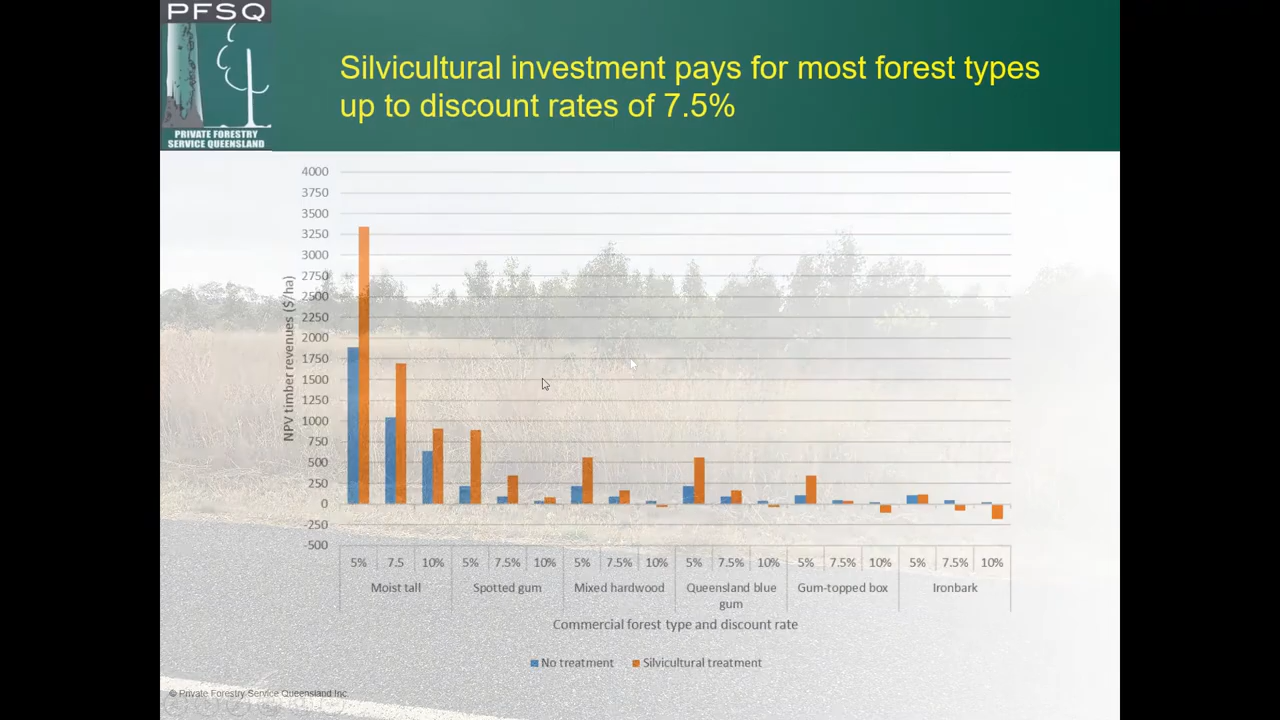 PFSQ
PRIVATE FORESTRY
SERVICE QUEENSLAND
Silvicultural investment pays for most forest types
up to discount rates of 7.5%
4000
3750
3500
3250
3000
2750
2500
2250
2000
1750
1500
1250
1000
750
500
250
0
-250
-500
NPV timber revenues ($/ha)
5% 7.5 10% 5% 7.5% 10% 5% 7.5% 10% 5% 7.5% 10% 5% 7.5% 10% 5% 7.5% 10%
Moist tall Spotted gum Mixed hardwood Queensland blue Gum-topped box Ironbark
gum
Commercial forest type and discount rate
No treatment Silvicultural treatment
© Private Forestry Service Queensland Inc.